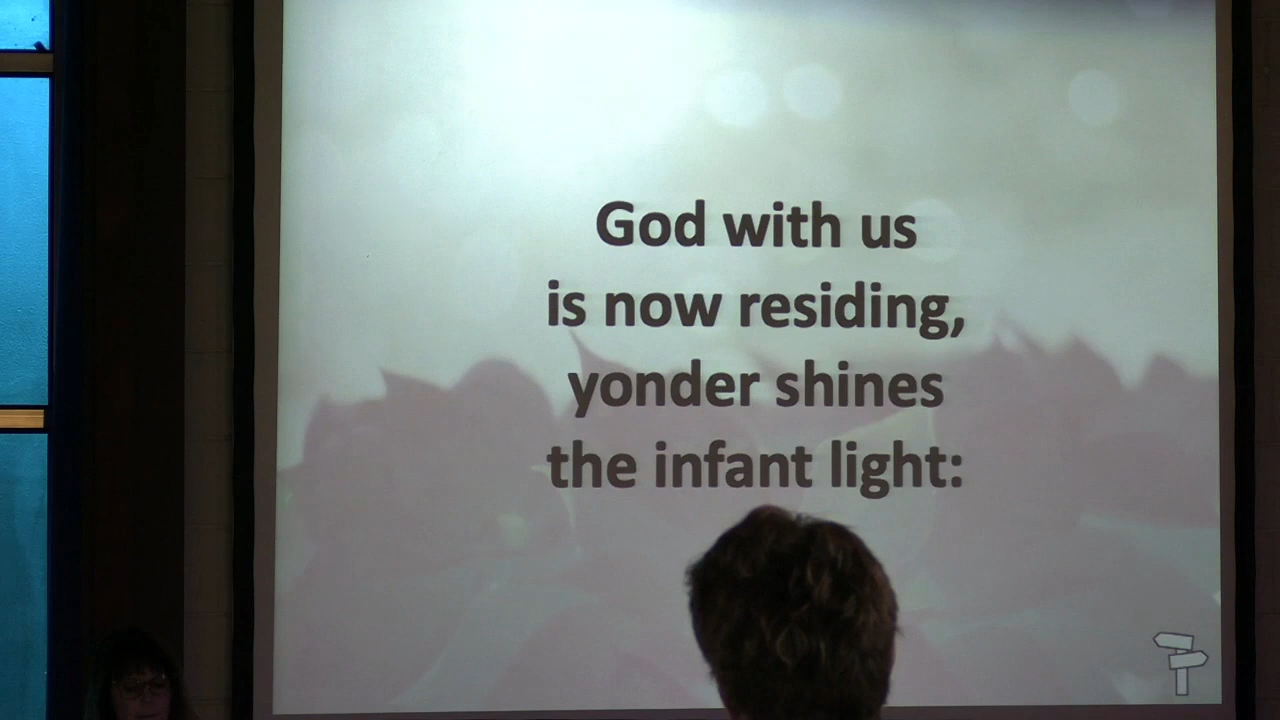 God with us
is now residing,
yonder shines
the infant light: